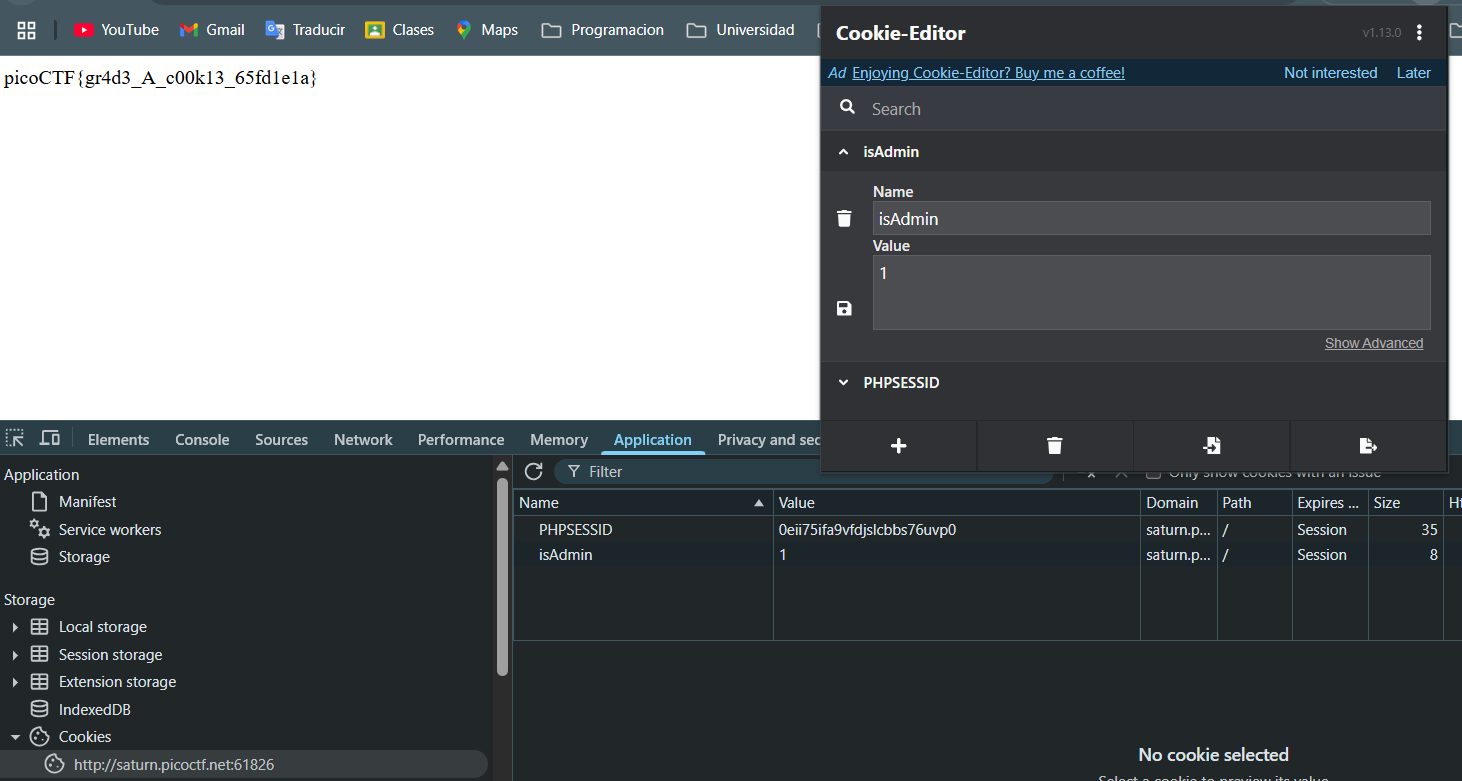 YouTube Gmail Traducir Clases Maps Programacion Universidad
picoCTF{gr4d3_A_c00k13_65fd1e1a}
Cookie-Editor v1.13.0
Ad Enjoying Cookie-Editor? Buy me a coffee! Not interested Later
Search
isAdmin
Name
isAdmin
Value
1
Show Advanced
PHPSESSID
Elements Console Sources Network Performance Memory Application Privacy and sec
Application
Manifest
Service workers
Storage
Storage
Local storage
Session storage
Extension storage
IndexedDB
Cookies
http://saturn.picoctf.net:61826
Filter
Only show cookies with an issue
Name Value Domain Path Expires ... Size Ht
PHPSESSID 0eii75ifa9vfdjslcbbs76uvp0 saturn.p... / Session 35
isAdmin 1 saturn.p... / Session 8
No cookie selected
Select a cookie to preview its value